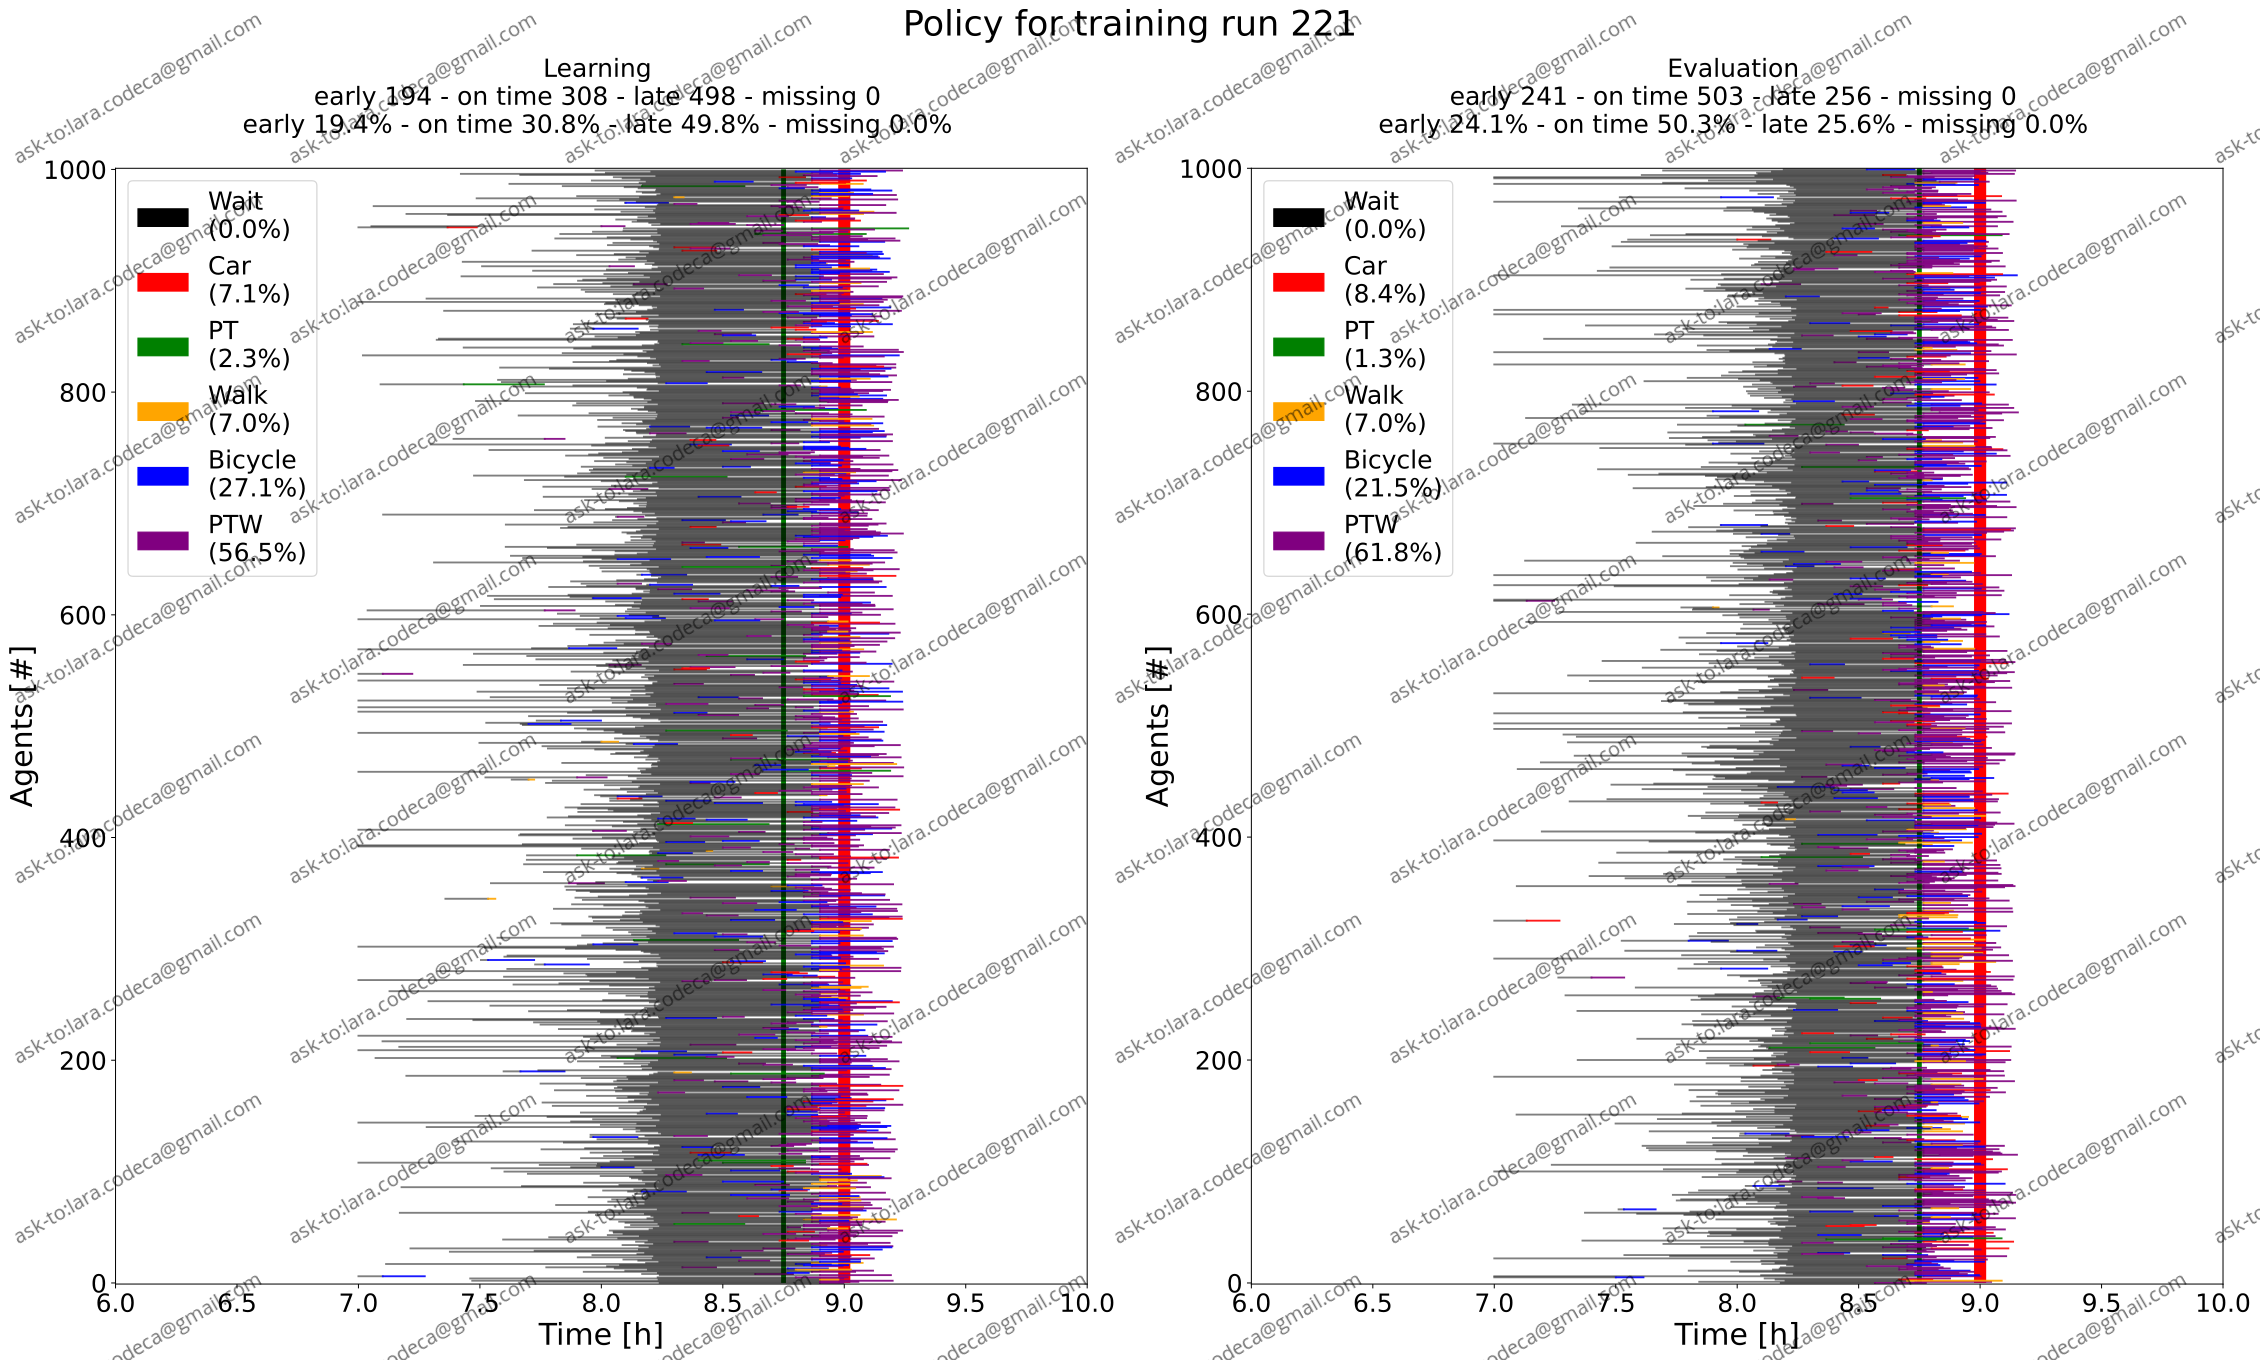 Policy for training run 221
Learning
early 194 - on time 308 - late 498 - missing 0
early 19.4% - on time 30.8% - late 49.8% - missing 0.0%
1000
800
600
400
200
0
Agents [#]
Wait
(0.0%)
Car
(7.1%)
PT
(2.3%)
Walk
(7.0%)
Bicycle
(27.1%)
PTW
(56.5%)
6.0 6.5 7.0 7.5 8.0 8.5 9.0 9.5 10.0
Time [h]
Evaluation
early 241 - on time 503 - late 256 - missing 0
early 24.1% - on time 50.3% - late 25.6% - missing 0.0%
1000
800
600
400
200
0
Agents [#]
Wait
(0.0%)
Car
(8.4%)
PT
(1.3%)
Walk
(7.0%)
Bicycle
(21.5%)
PTW
(61.8%)
6.0 6.5 7.0 7.5 8.0 8.5 9.0 9.5 10.0
Time [h]
ask-to:lara.codeca@gmail.com